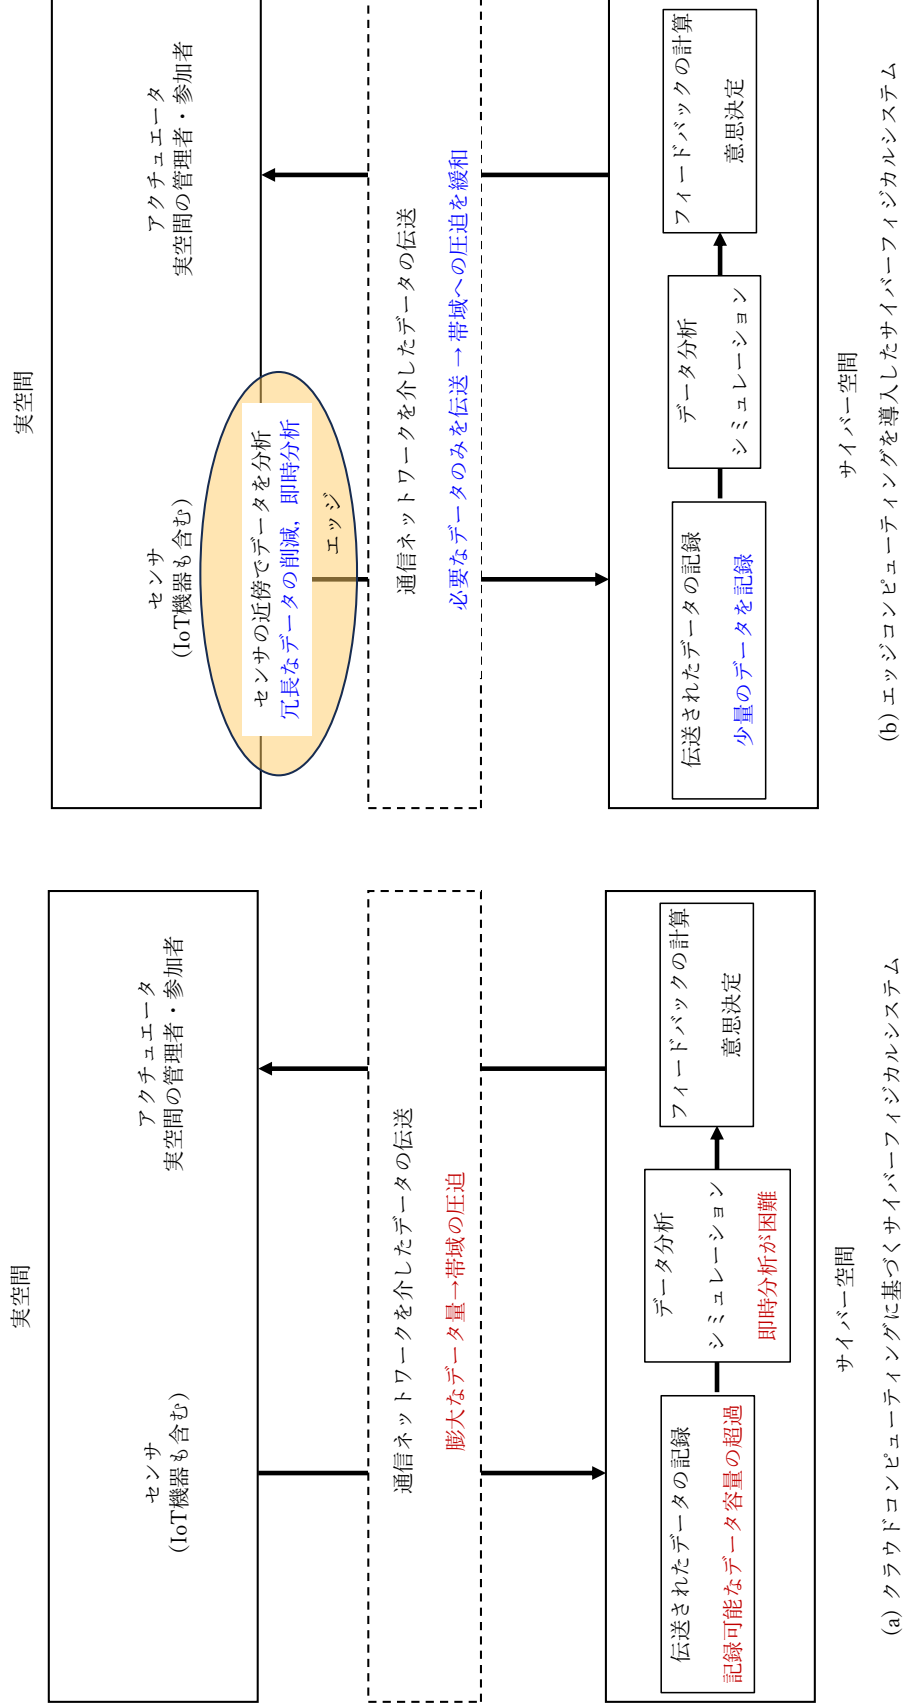 実空間
センサ
(IoT機器も含む)
アクチュエータ
実空間の管理者・参加者
通信ネットワークを介したデータの伝送
膨大なデータ量→帯域の圧迫
伝送されたデータの記録
記録可能なデータ容量の超過
データ分析
シミュレーション
即時分析が困難
フィードバックの計算
意思決定
サイバー空間
(a) クラウドコンピューティングに基づくサイバーフィジカルシステム
実空間
センサ
(IoT機器も含む)
アクチュエータ
実空間の管理者・参加者
センサの近傍でデータを分析
冗長なデータの削減，即時分析
エッジ
通信ネットワークを介したデータの伝送
必要なデータのみを伝送 → 帯域への圧迫を緩和
伝送されたデータの記録
少量のデータを記録
データ分析
シミュレーション
フィードバックの計算
意思決定
サイバー空間
(b) エッジコンピューティングを導入したサイバーフィジカルシステム